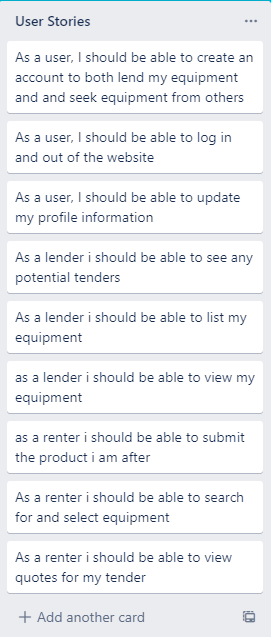 User Stories
As a user, I should be able to create an
account to both lend my equipment
and and seek equipment from others
As a user, I should be able to log in
and out of the website
As a user, I should be able to update
my profile information
As a lender i should be able to see any
potential tenders
As a lender i should be able to list my
equipment
as a lender i should be able to view my
equipment
as a renter i should be able to submit
the product i am after
As a renter i should be able to search
for and select equipment
As a renter i should be able to view
quotes for my tender
+ Add another card